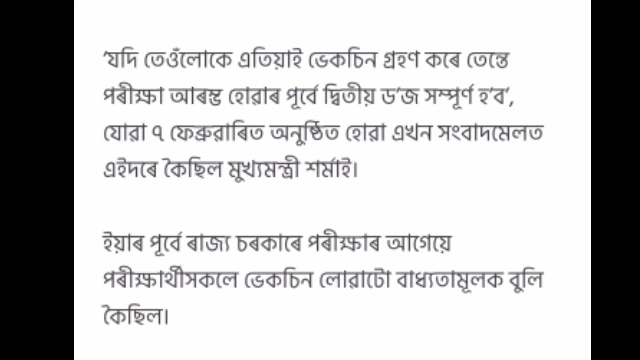 ‘যদি তেওঁলোকে এতিয়াই ভেকচিন গ্ৰহণ কৰে তেন্তে
পৰীক্ষা আৰম্ভ হোৱাৰ পূৰ্বে দ্বিতীয় ড'জ সম্পূৰ্ণ হ'ব’,
যোৱা ৭ ফেব্ৰুৱাৰিত অনুষ্ঠিত হোৱা এখন সংবাদমেলত
এইদৰে কৈছিল মুখ্যমন্ত্ৰী শৰ্মাই।
ইয়াৰ পূৰ্বে ৰাজ্য চৰকাৰে পৰীক্ষাৰ আগেয়ে
পৰীক্ষাৰ্থীসকলে ভেকচিন লোৱাটো বাধ্যতামূলক বুলি
কৈছিল।